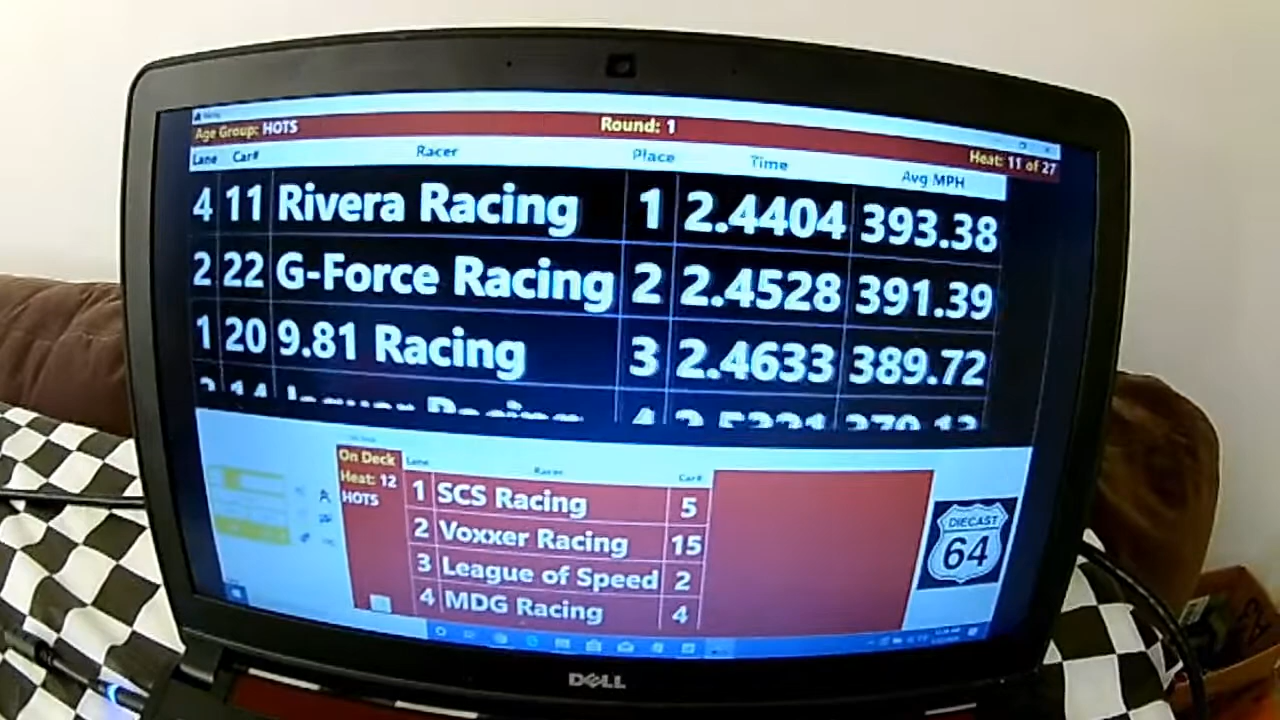 Age Group: HOTS Round: 1 Heat: 11 of 27
Lane Car# Racer Place Time Avg MPH
4 11 Rivera Racing 1 2.4404 393.38
2 22 G-Force Racing 2 2.4528 391.39
1 20 9.81 Racing 3 2.4633 389.72
Racing 4
On Deck Lane Racer Car#
Heat: 12
HOTS
1 SCS Racing 5
2 Voxxer Racing 15
3 League of Speed 2
4 MDG Racing 4
DIECAST
64
DELL